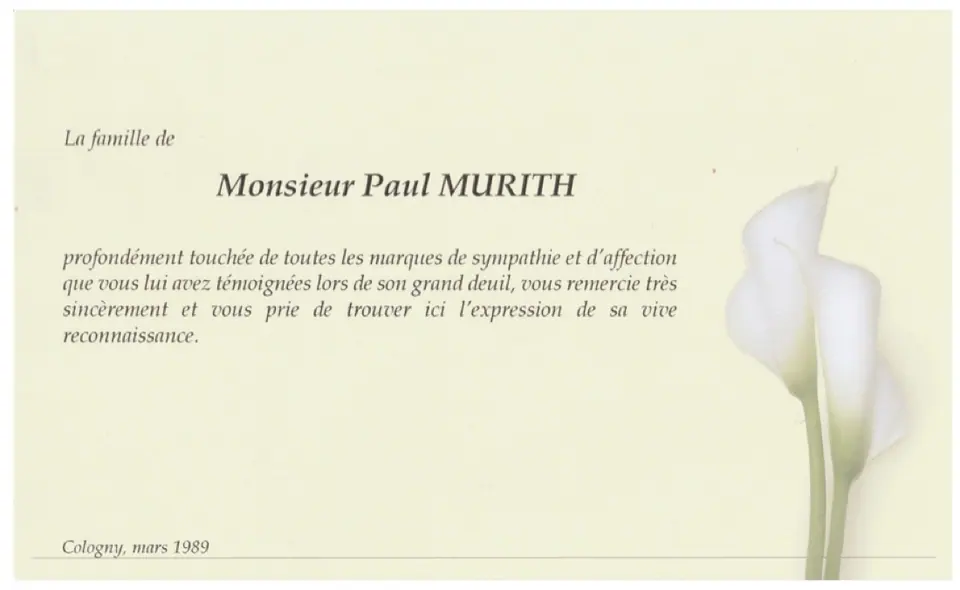 La famille de
Monsieur Paul MURITH
profondément touchée de toutes les marques de sympathie et d'affection
que vous lui avez témoignées lors de son grand deuil, vous remercie très
sincèrement et vous prie de trouver ici l'expression de sa vive
reconnaissance.
Cologny, mars 1989